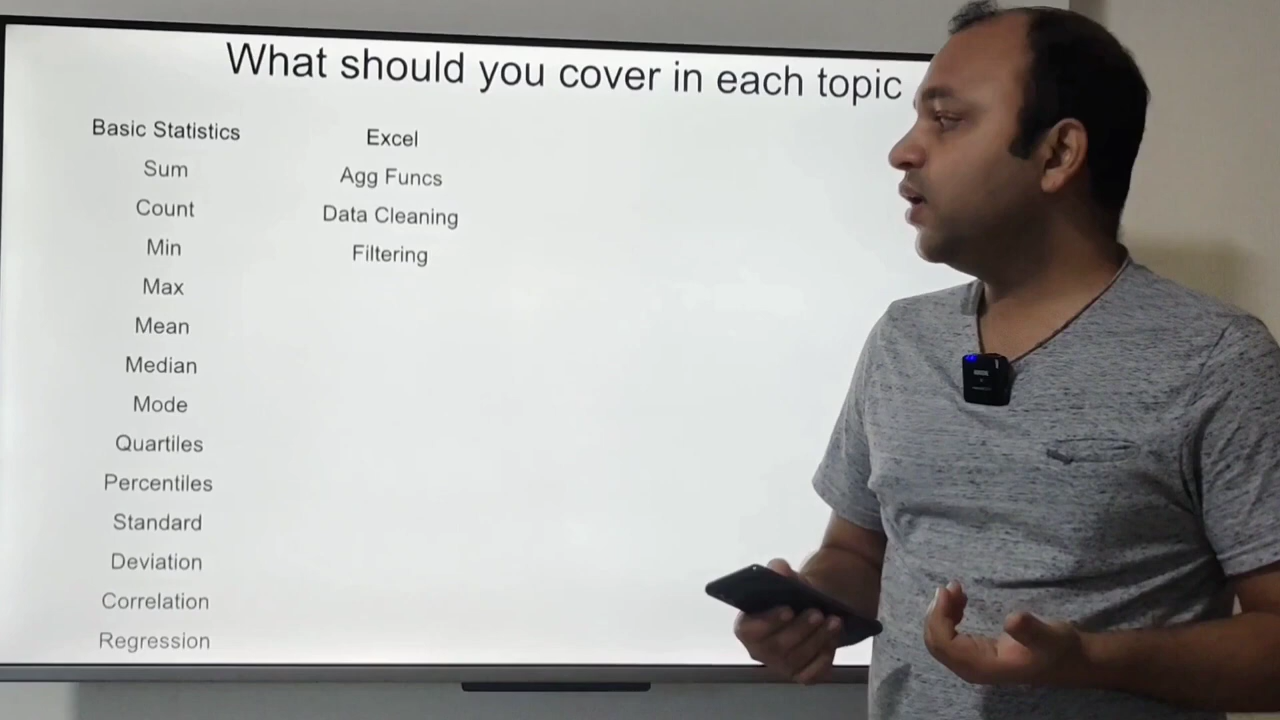 What should you cover in each topic
Basic Statistics
Sum
Count
Min
Max
Mean
Median
Mode
Quartiles
Percentiles
Standard
Deviation
Correlation
Regression
Excel
Agg Funcs
Data Cleaning
Filtering